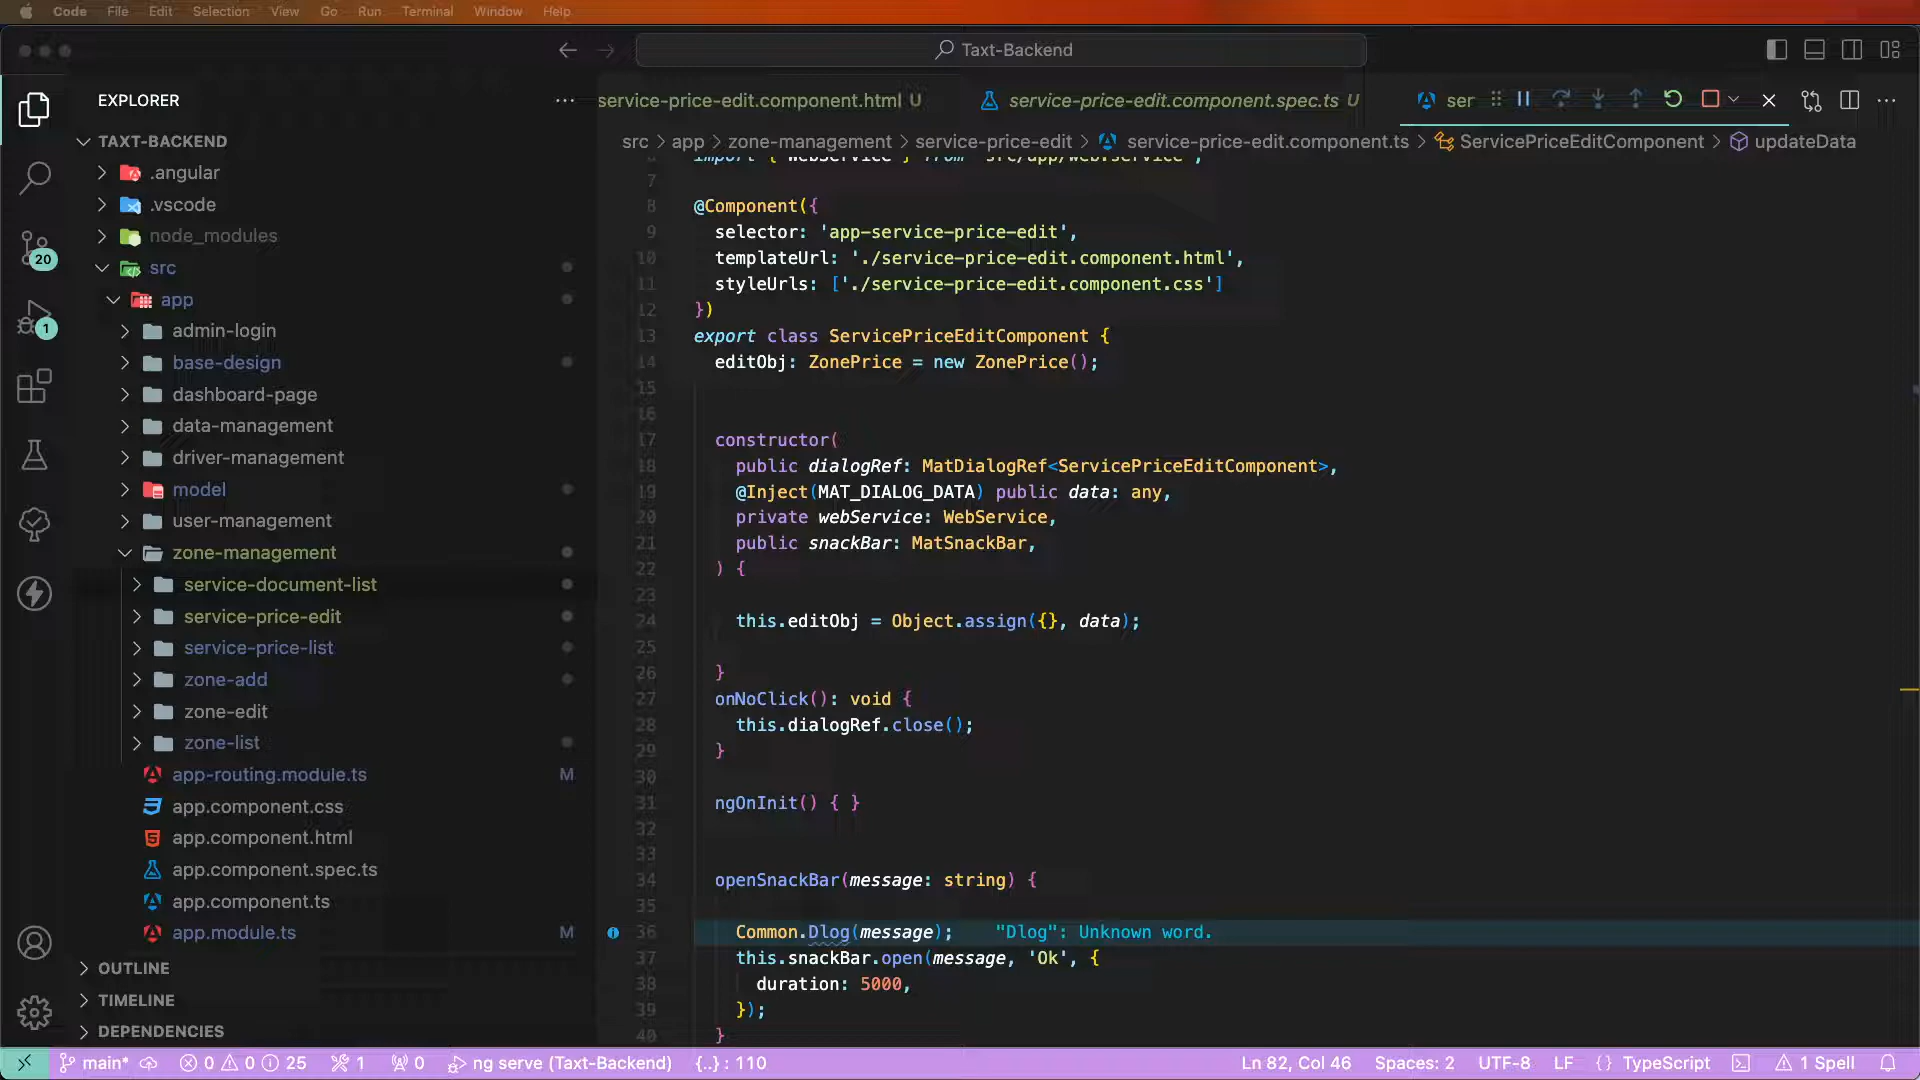 Code File Edit Selection View Go Run Terminal Window Help
Taxt-Backend
EXPLORER
service-price-edit.component.html U
service-price-edit.component.spec.ts U
ser
TAXT-BACKEND
src > app > zone-management > service-price-edit > service-price-edit.component.ts > ServicePriceEditComponent > updateData
.angular
.vscode
node_modules
src
app
admin-login
base-design
dashboard-page
data-management
driver-management
model
user-management
zone-management
service-document-list
service-price-edit
service-price-list
zone-add
zone-edit
zone-list
app-routing.module.ts M
app.component.css
app.component.html
app.component.spec.ts
app.component.ts
app.module.ts M
OUTLINE
TIMELINE
DEPENDENCIES
20
1
6 import { WebService } from 'src/app/web.service';
7
8 @Component({
9 selector: 'app-service-price-edit',
10 templateUrl: './service-price-edit.component.html',
11 styleUrls: ['./service-price-edit.component.css']
12 })
13 export class ServicePriceEditComponent {
14 editObj: ZonePrice = new ZonePrice();
15
16
17 constructor(
18 public dialogRef: MatDialogRef<ServicePriceEditComponent>,
19 @Inject(MAT_DIALOG_DATA) public data: any,
20 private webService: WebService,
21 public snackBar: MatSnackBar,
22 ) {
23
24 this.editObj = Object.assign({}, data);
25
26 }
27 onNoClick(): void {
28 this.dialogRef.close();
29 }
30
31 ngOnInit() { }
32
33
34 openSnackBar(message: string) {
35
36 Common.Dlog(message); "Dlog": Unknown word.
37 this.snackBar.open(message, 'Ok', {
38 duration: 5000,
39 });
40 }
main* 0 0 25 1 0 ng serve (Taxt-Backend) {..} : 110 Ln 82, Col 46 Spaces: 2 UTF-8 LF { } TypeScript 1 Spell